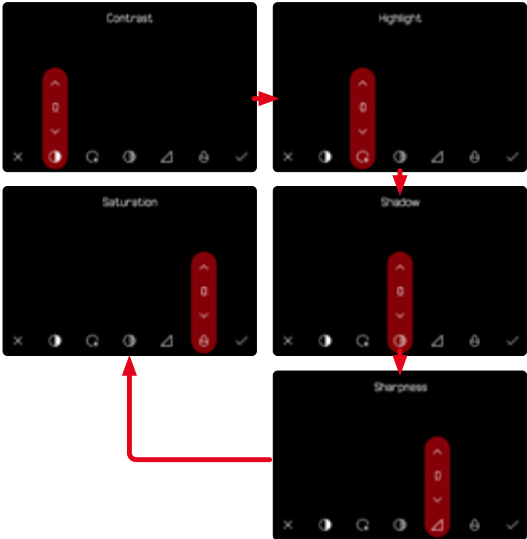 Contrast
0
Highlight
0
Shadow
0
Sharpness
0
Saturation
0